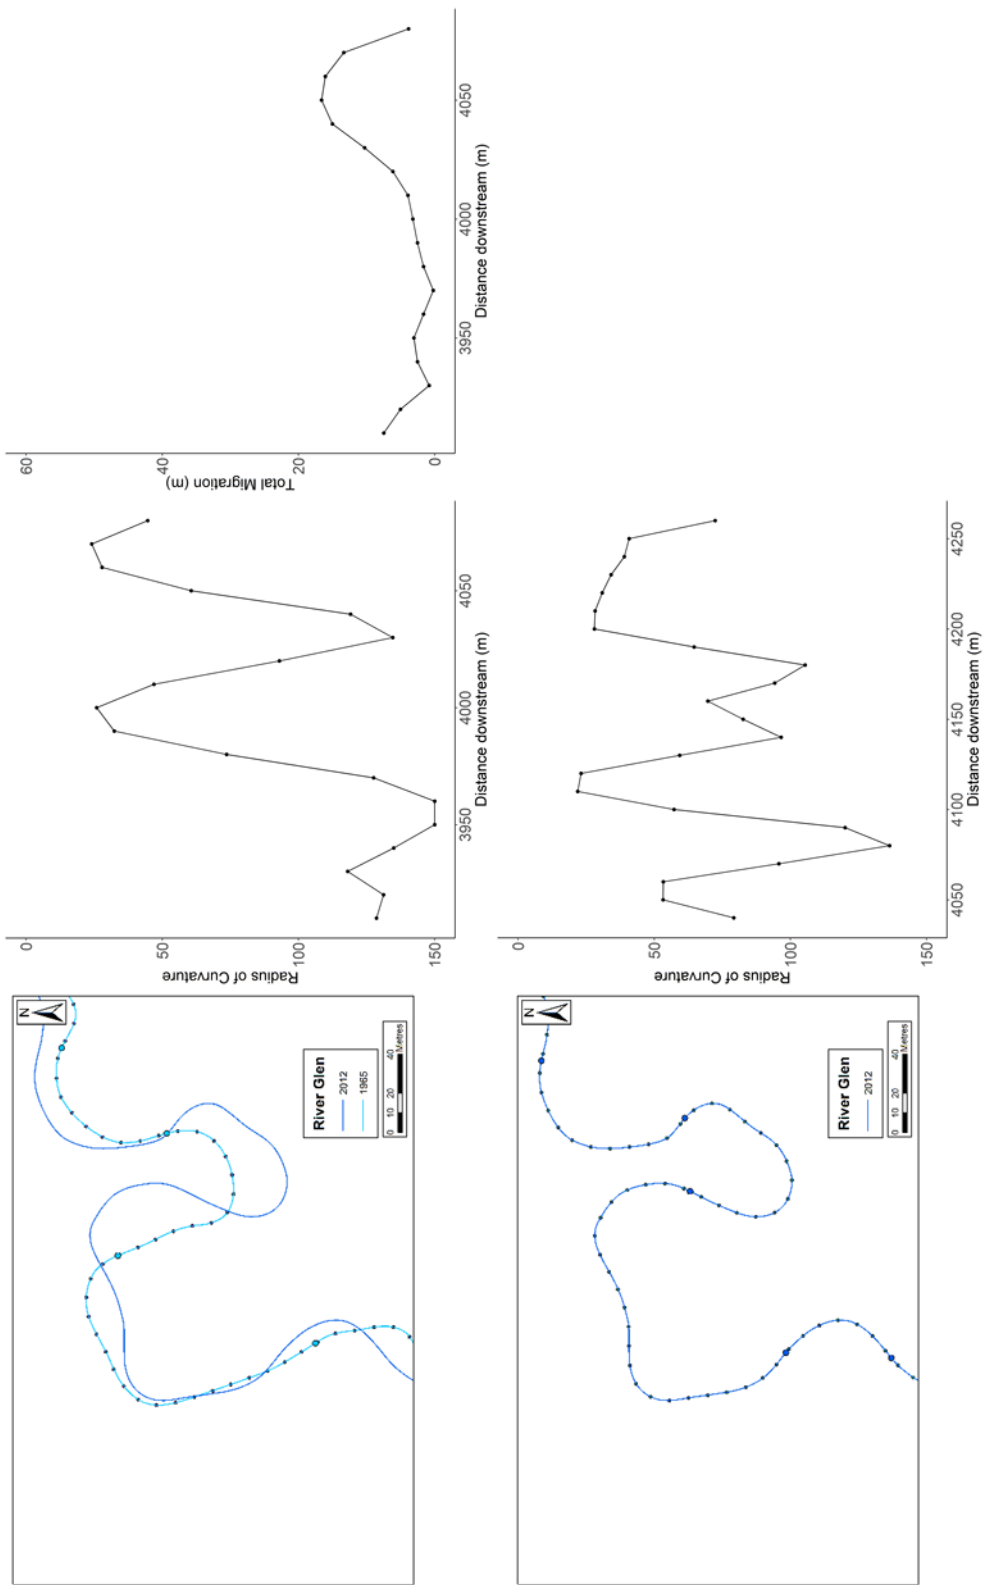 N
River Glen
2012
1965
0 10 20 40
Metres
0
50
100
150
Radius of Curvature
3950
4000
4050
Distance downstream (m)
60
40
20
0
Total Migration (m)
3950
4000
4050
Distance downstream (m)
N
River Glen
2012
0 10 20 40
Metres
0
50
100
150
Radius of Curvature
4050
4100
4150
4200
4250
Distance downstream (m)